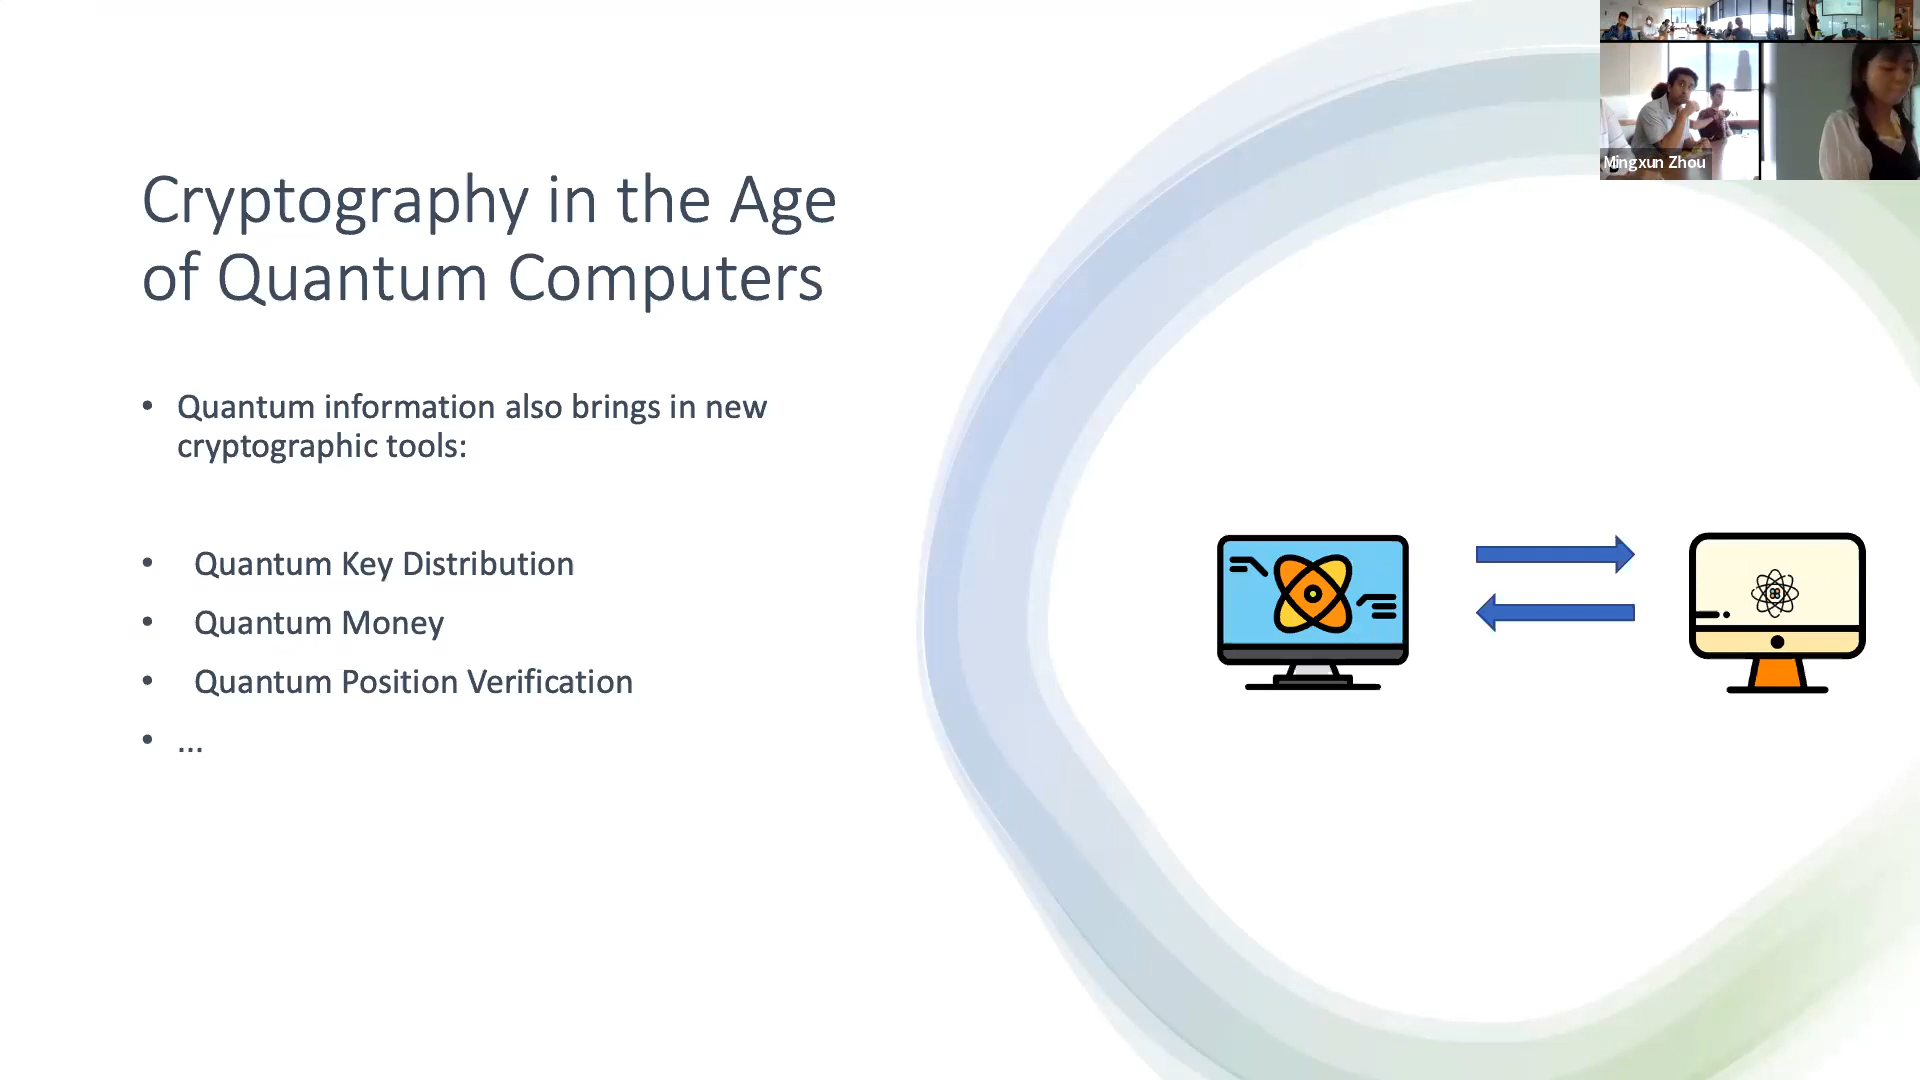 Cryptography in the Age
of Quantum Computers
• Quantum information also brings in new
cryptographic tools:
• Quantum Key Distribution
• Quantum Money
• Quantum Position Verification
• ...
Mingxun Zhou